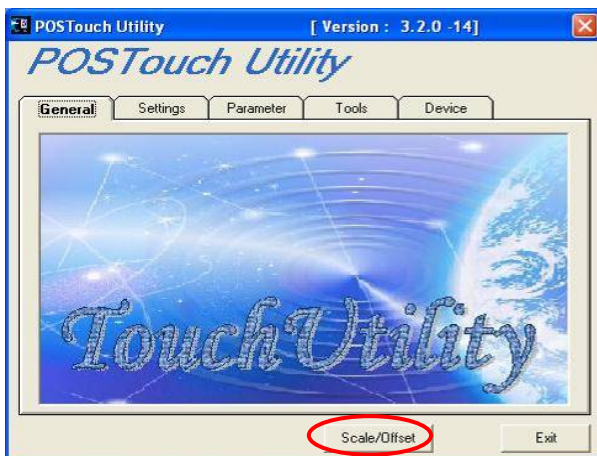 POSTouch Utility [ Version : 3.2.0 -14]
POSTouch Utility
General Settings Parameter Tools Device
TouchUtility
Scale/Offset Exit